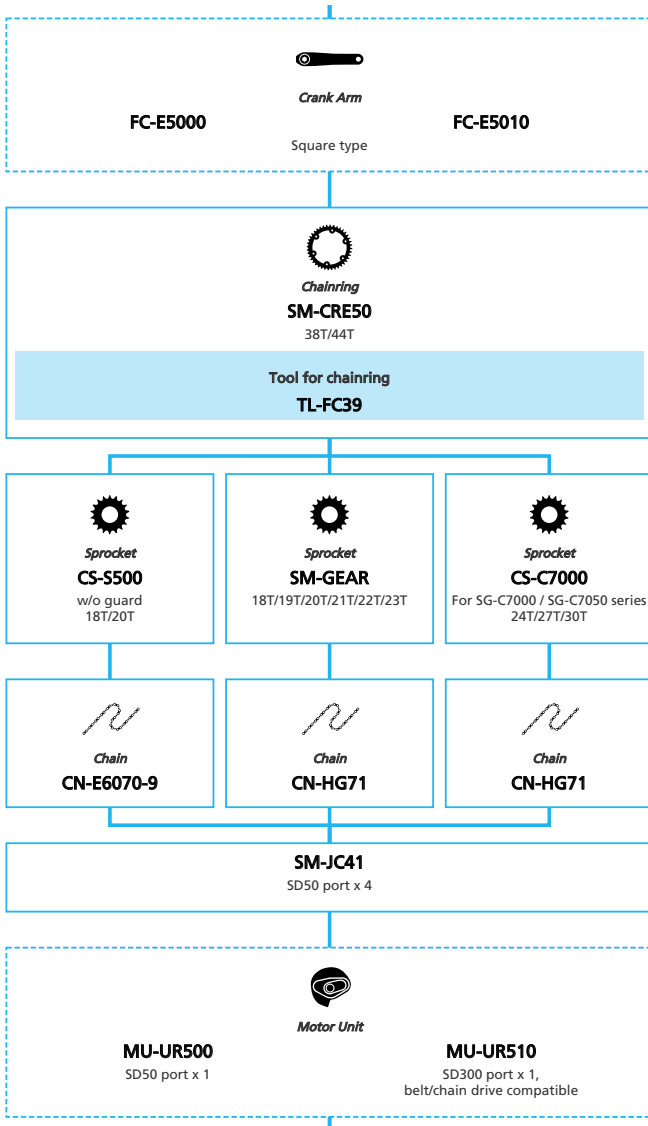 Crank Arm
FC-E5000
FC-E5010
Square type
Chainring
SM-CRE50
38T/44T
Tool for chainring
TL-FC39
Sprocket
CS-S500
w/o guard
18T/20T
Sprocket
SM-GEAR
18T/19T/20T/21T/22T/23T
Sprocket
CS-C7000
For SG-C7000 / SG-C7050 series
24T/27T/30T
Chain
CN-E6070-9
Chain
CN-HG71
Chain
CN-HG71
SM-JC41
SD50 port x 4
Motor Unit
MU-UR500
SD50 port x 1
MU-UR510
SD300 port x 1,
belt/chain drive compatible